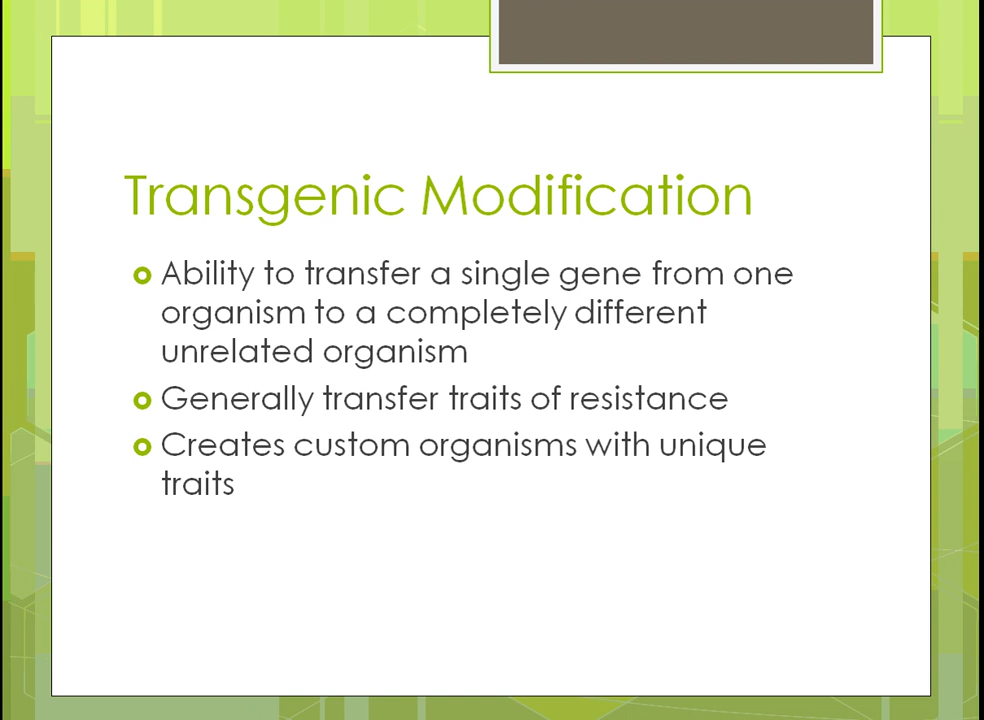 Transgenic Modification
Ability to transfer a single gene from one
organism to a completely different
unrelated organism
Generally transfer traits of resistance
Creates custom organisms with unique
traits